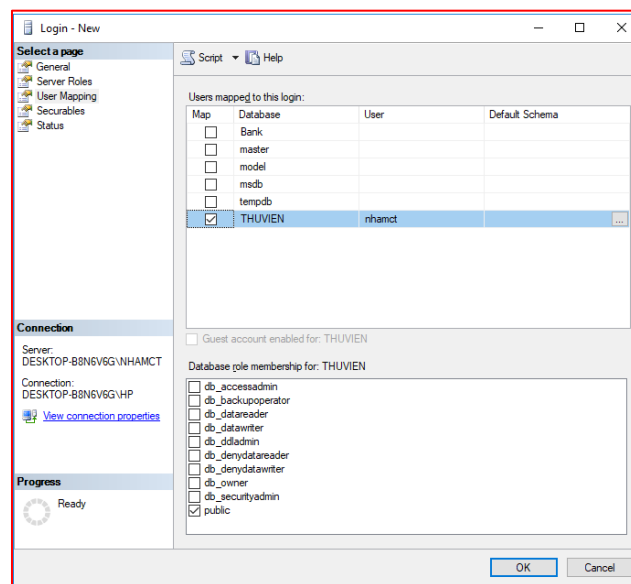 Login - New
Select a page
General
Server Roles
User Mapping
Securables
Status
Script Help
Users mapped to this login:
Map Database User Default Schema
Bank
master
model
msdb
tempdb
THUVIEN nhamct ...
Guest account enabled for: THUVIEN
Database role membership for: THUVIEN
db_accessadmin
db_backupoperator
db_datareader
db_datawriter
db_ddladmin
db_denydatareader
db_denydatawriter
db_owner
db_securityadmin
public
Connection
Server:
DESKTOP-B8N6V6G\NHAMCT
Connection:
DESKTOP-B8N6V6G\HP
View connection properties
Progress
Ready
OK Cancel